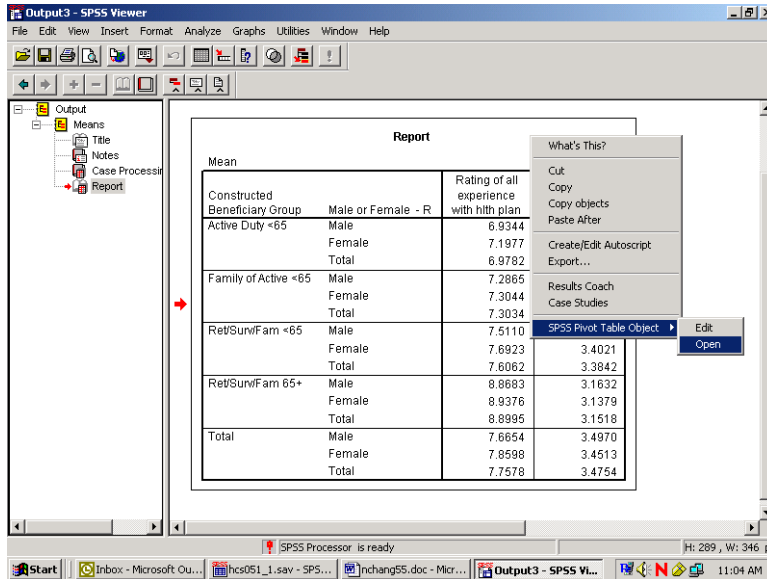 Output3 - SPSS Viewer
File Edit View Insert Format Analyze Graphs Utilities Window Help
Output
Means
Title
Notes
Case Processir
Report
Report
Mean
Constructed Beneficiary Group Male or Female - R Rating of all experience with hlth plan
Active Duty <65 Male 6.9344
Female 7.1977
Total 6.9782
Family of Active <65 Male 7.2865
Female 7.3044
Total 7.3034
Ret/Surv/Fam <65 Male 7.5110
Female 7.6923 3.4021
Total 7.6062 3.3842
Ret/Surv/Fam 65+ Male 8.8683 3.1632
Female 8.9376 3.1379
Total 8.8995 3.1518
Total Male 7.6654 3.4970
Female 7.8598 3.4513
Total 7.7578 3.4754
What's This?
Cut
Copy
Copy objects
Paste After
Create/Edit Autoscript
Export...
Results Coach
Case Studies
SPSS Pivot Table Object
Edit
Open
SPSS Processor is ready
H: 289 , W: 346
Start Inbox - Microsoft Ou... hcs051_1.sav - SPS... nchang55.doc - Micr... Output3 - SPSS Vi... 11:04 AM